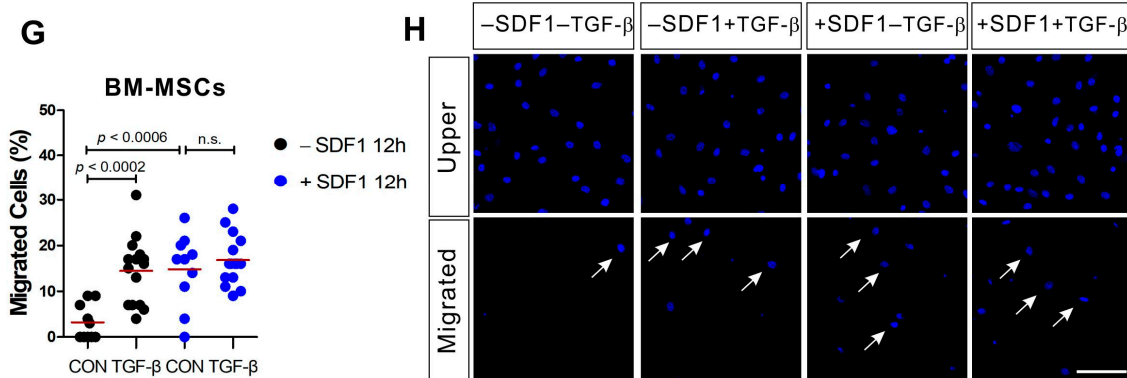 G
BM-MSCs
Migrated Cells (%)
50
40
30
20
10
0
p < 0.0006
n.s.
p < 0.0002
CON TGF-β CON TGF-β
– SDF1 12h
+ SDF1 12h
H
–SDF1–TGF-β
–SDF1+TGF-β
+SDF1–TGF-β
+SDF1+TGF-β
Upper
Migrated